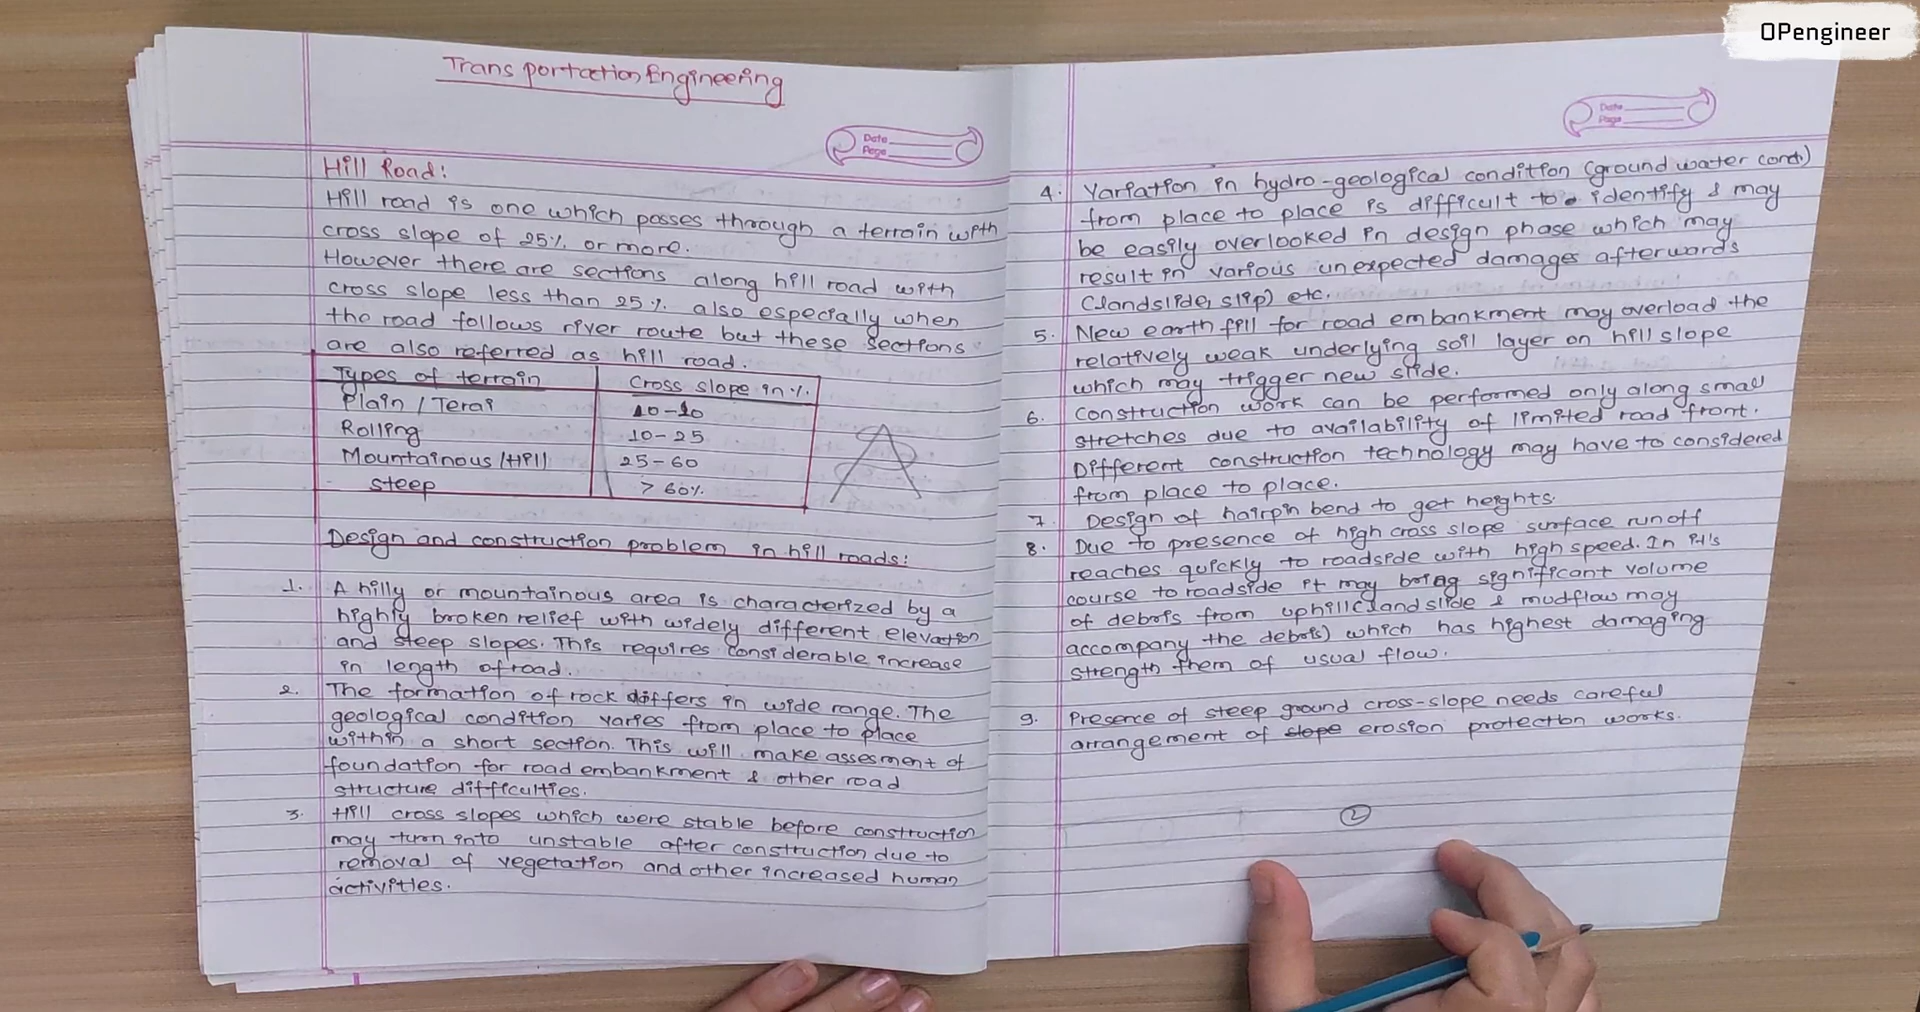 OPengineer
Transportation Engineering
Date
Page
Hill Road:
Hill road is one which passes through a terrain with
cross slope of 25% or more.
However there are sections along hill road with
cross slope less than 25% also especially when
the road follows river route but these sections
are also referred as hill road.
Types of terrain Cross slope in %.
Plain / Terai 10-10
Rolling 10-25
Mountainous / Hill 25-60
steep > 60%
Design and construction problem in hill roads:
1. A hilly or mountainous area is characterized by a
highly broken relief with widely different elevation
and steep slopes. This requires considerable increase
in length of road.
2. The formation of rock differs in wide range. The
geological condition varies from place to place
within a short section. This will make assesment of
foundation for road embankment & other road
structure difficulties.
3. Hill cross slopes which were stable before construction
may turn into unstable after construction due to
removal of vegetation and other increased human
activities.
Date
Page
4. Variation in hydro-geological condition (ground water cond.)
from place to place is difficult to identify & may
be easily overlooked in design phase which may
result in various unexpected damages afterwards
(landslide, slip) etc.
5. New earth fill for road embankment may overload the
relatively weak underlying soil layer on hill slope
which may trigger new slide.
6. construction work can be performed only along small
stretches due to availability of limited road front.
Different construction technology may have to considered
from place to place.
7. Design of hairpin bend to get heights.
8. Due to presence of high cross slope surface runoff
reaches quickly to roadside with high speed. In it's
course to roadside it may bring significant volume
of debris from uphill (landslide & mudflow may
accompany the debris) which has highest damaging
strength them of usual flow.
9. Presence of steep ground cross-slope needs careful
arrangement of slope erosion protection works.
2